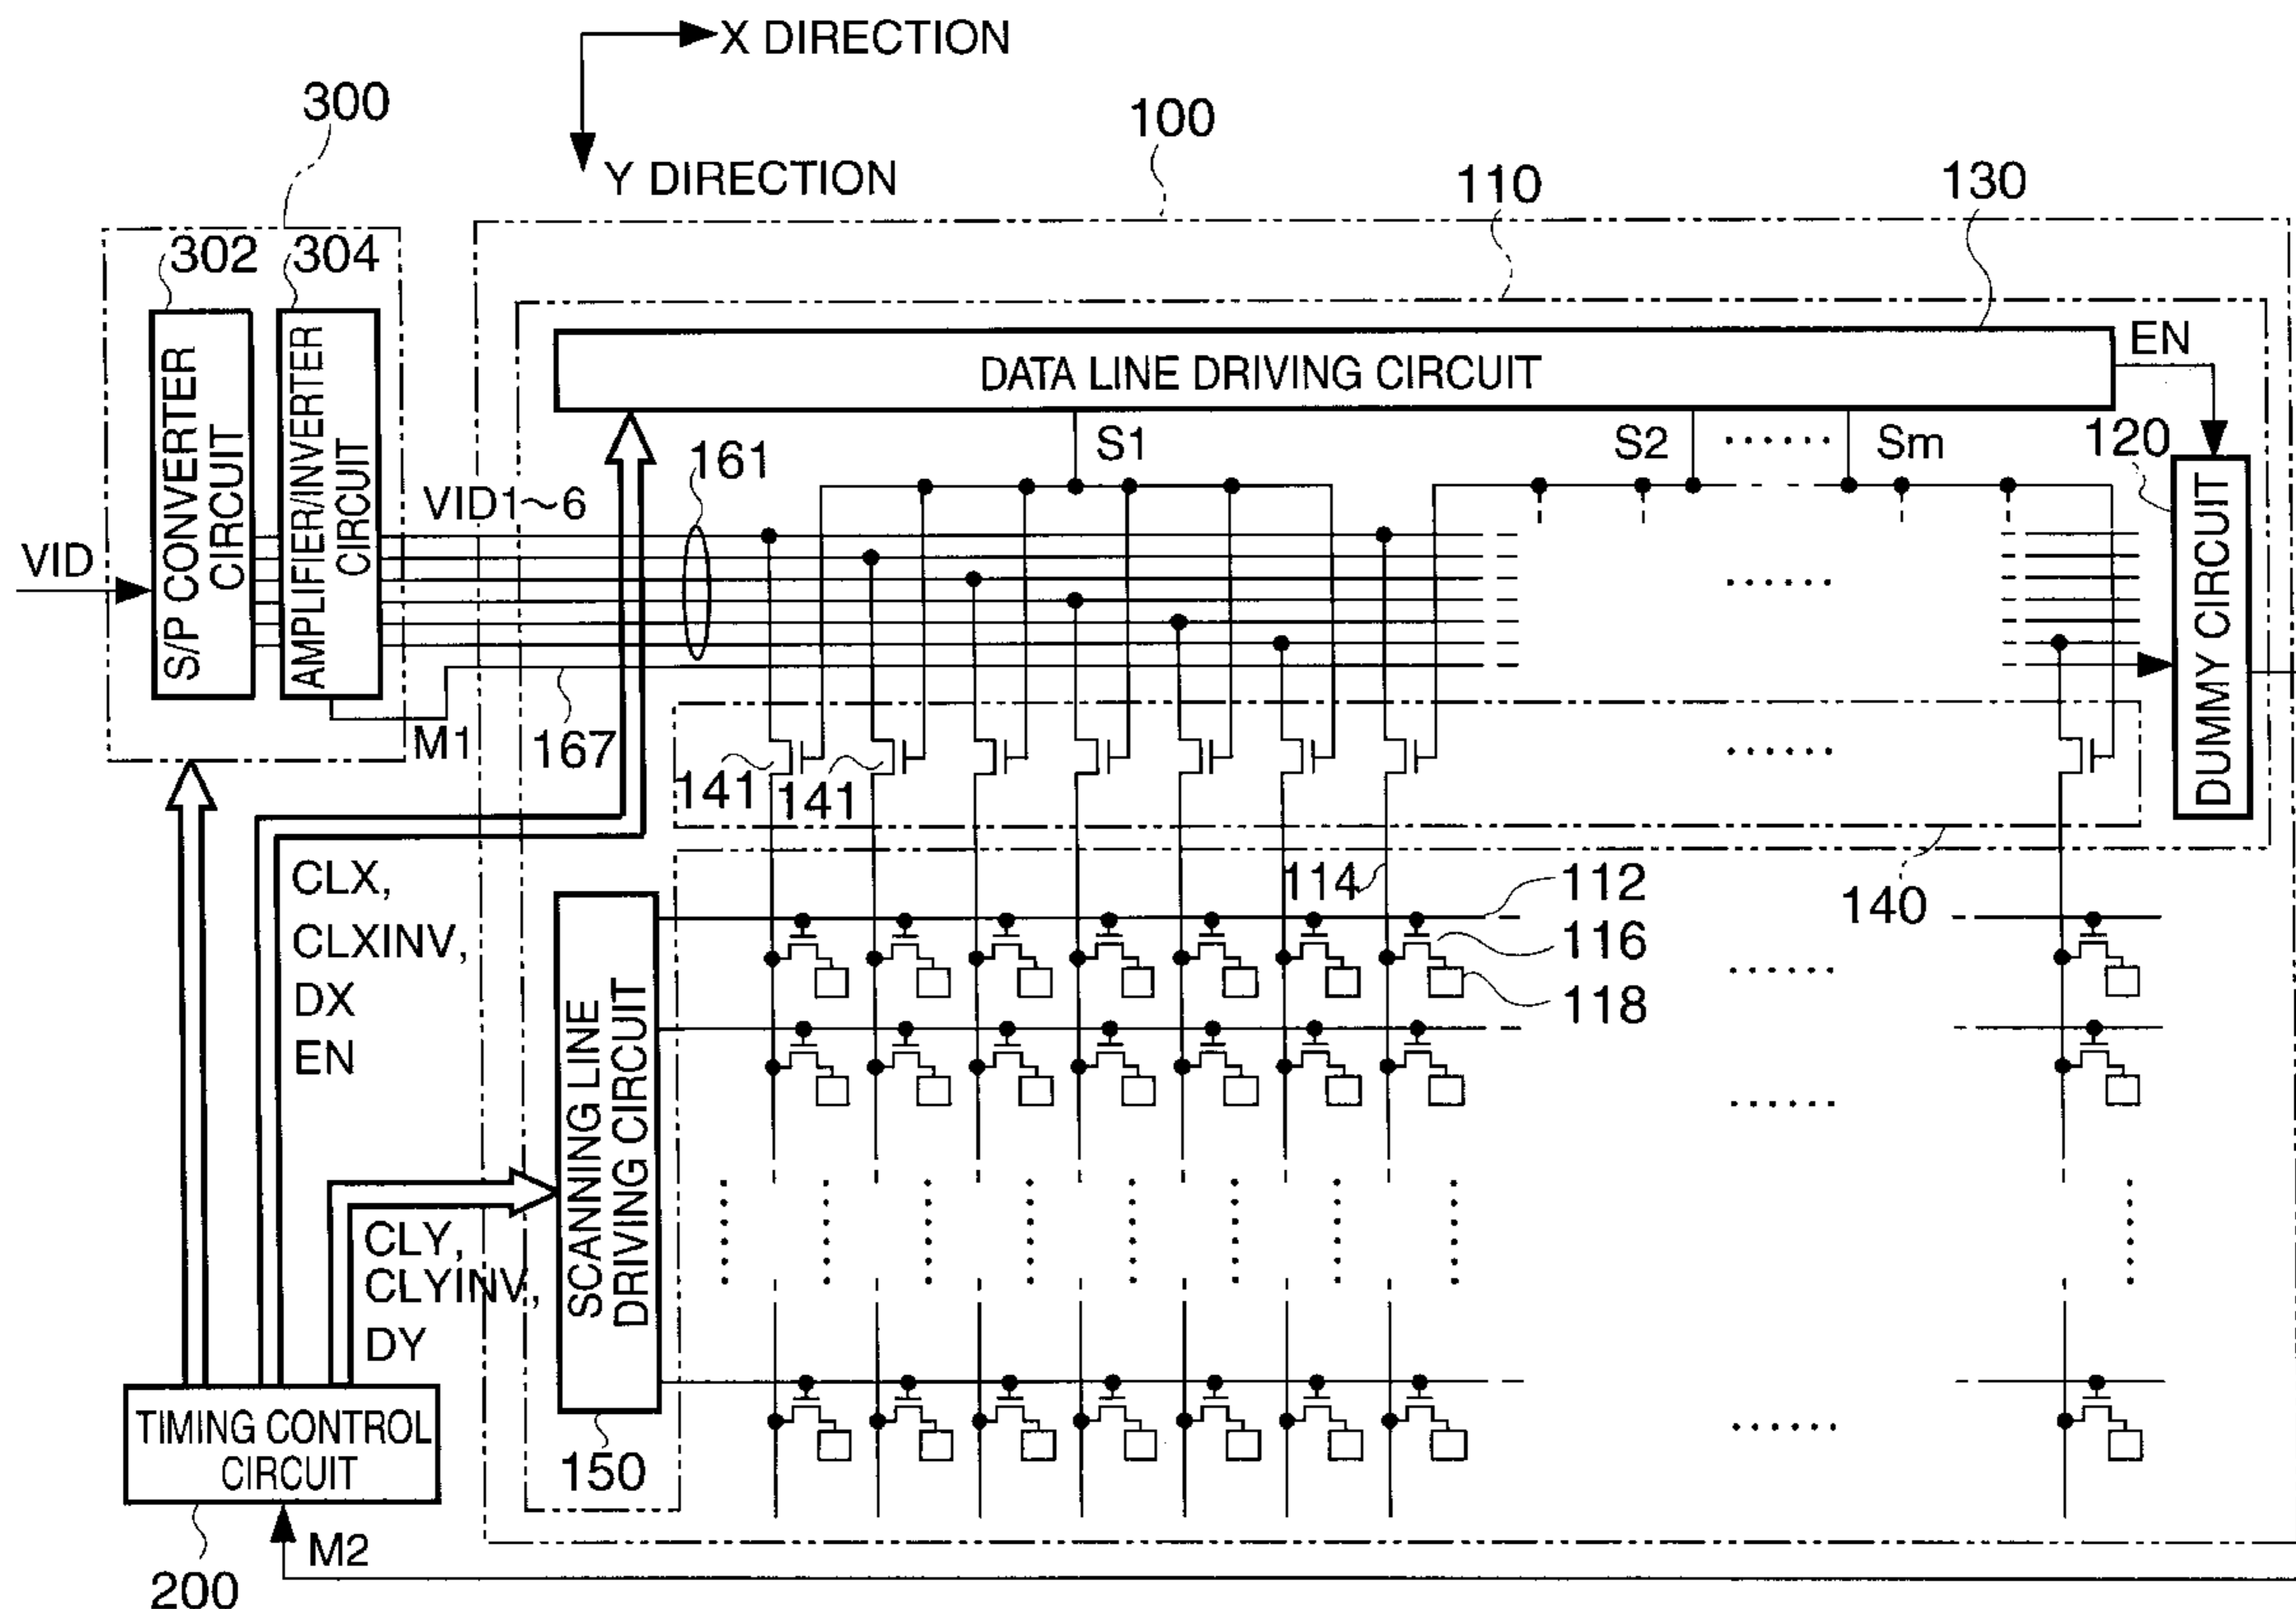 X DIRECTION
Y DIRECTION
300
100
110
130
302
304
S/P CONVERTER
CIRCUIT
AMPLIFIER/INVERTER
CIRCUIT
DATA LINE DRIVING CIRCUIT
EN
120
DUMMY CIRCUIT
161
S1
S2
......
Sm
VID1~6
VID
......
M1
167
141
141
......
140
CLX,
CLXINV,
DX
EN
114
112
116
118
......
......
SCANNING LINE
DRIVING CIRCUIT
CLY,
CLYINV,
DY
TIMING CONTROL
CIRCUIT
150
......
200
M2